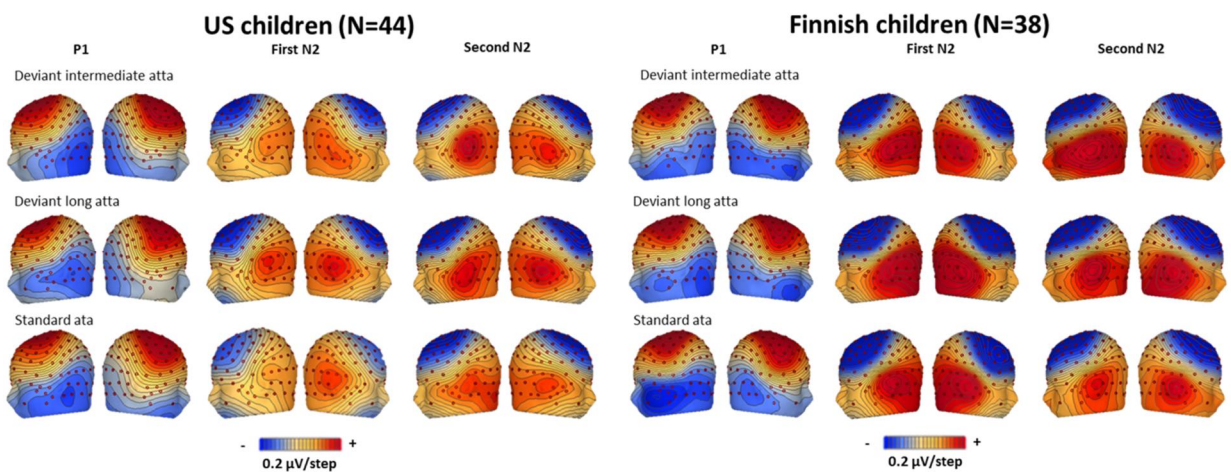 US children (N=44)
P1
First N2
Second N2
Deviant intermediate atta
Deviant long atta
Standard ata
- +
0.2 µV/step
Finnish children (N=38)
P1
First N2
Second N2
Deviant intermediate atta
Deviant long atta
Standard ata
- +
0.2 µV/step